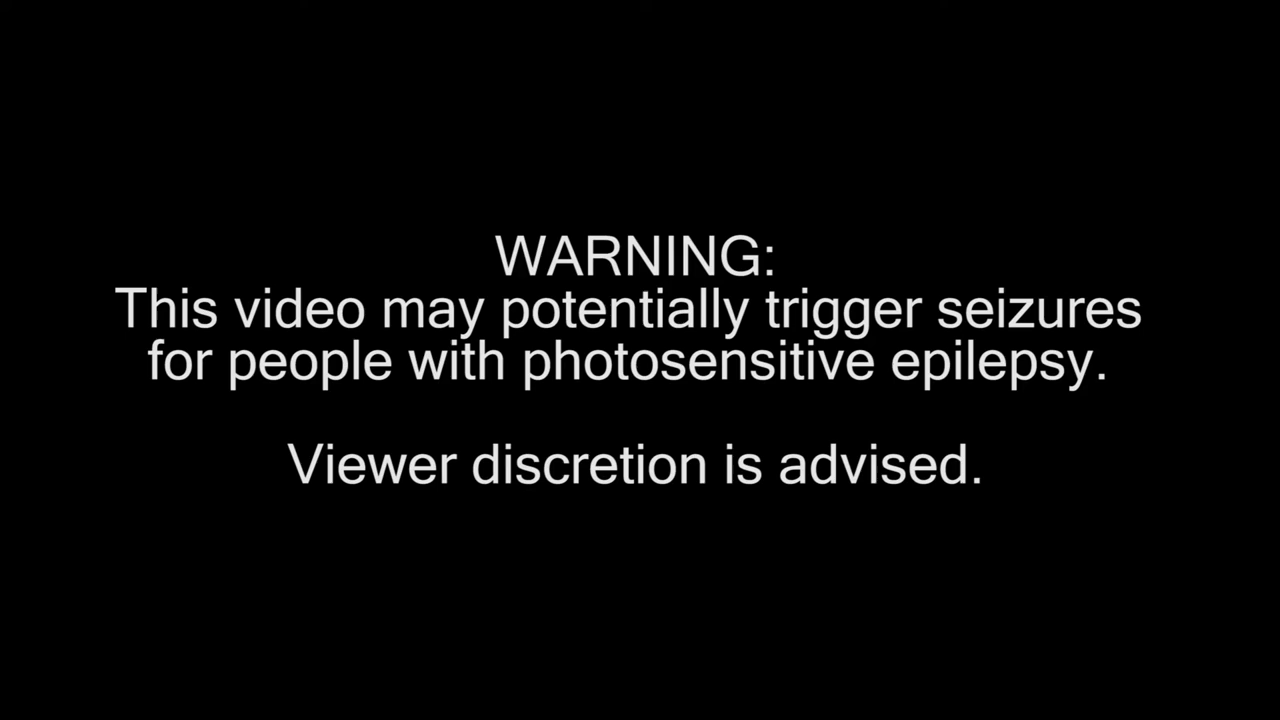 WARNING:
This video may potentially trigger seizures
for people with photosensitive epilepsy.
Viewer discretion is advised.